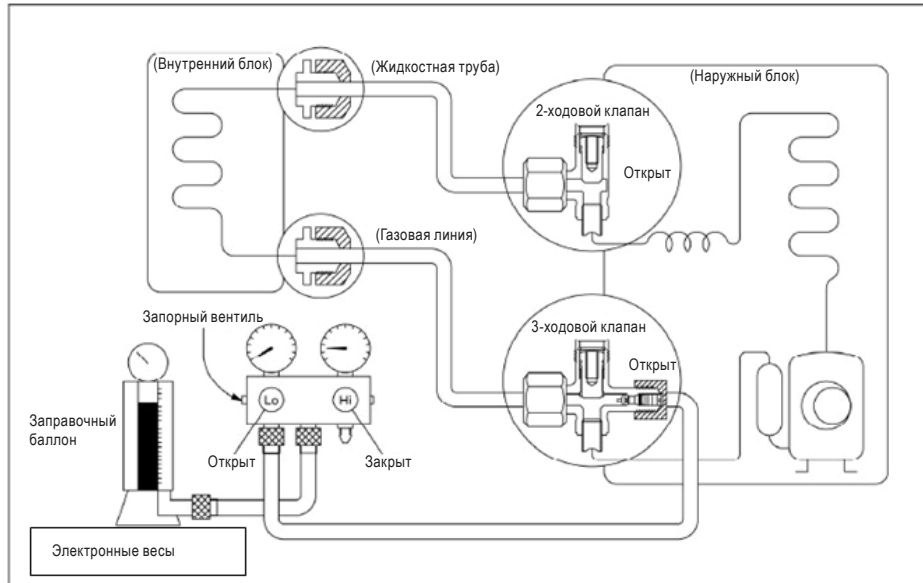 (Внутренний блок)
(Жидкостная труба)
(Наружный блок)
2-ходовой клапан
Открыт
(Газовая линия)
Запорный вентиль
3-ходовой клапан
Открыт
Lo
Hi
Заправочный
баллон
Открыт
Закрыт
Электронные весы